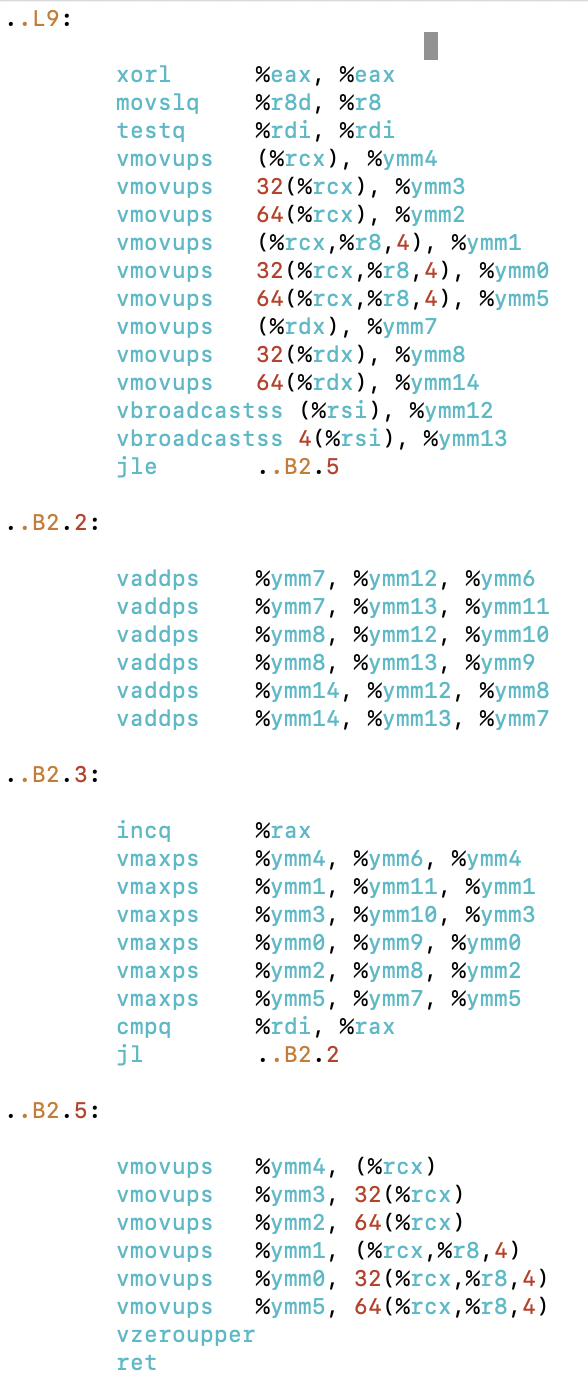 ..L9:
xorl %eax, %eax
movslq %r8d, %r8
testq %rdi, %rdi
vmovups (%rcx), %ymm4
vmovups 32(%rcx), %ymm3
vmovups 64(%rcx), %ymm2
vmovups (%rcx,%r8,4), %ymm1
vmovups 32(%rcx,%r8,4), %ymm0
vmovups 64(%rcx,%r8,4), %ymm5
vmovups (%rdx), %ymm7
vmovups 32(%rdx), %ymm8
vmovups 64(%rdx), %ymm14
vbroadcastss (%rsi), %ymm12
vbroadcastss 4(%rsi), %ymm13
jle ..B2.5
..B2.2:
vaddps %ymm7, %ymm12, %ymm6
vaddps %ymm7, %ymm13, %ymm11
vaddps %ymm8, %ymm12, %ymm10
vaddps %ymm8, %ymm13, %ymm9
vaddps %ymm14, %ymm12, %ymm8
vaddps %ymm14, %ymm13, %ymm7
..B2.3:
incq %rax
vmaxps %ymm4, %ymm6, %ymm4
vmaxps %ymm1, %ymm11, %ymm1
vmaxps %ymm3, %ymm10, %ymm3
vmaxps %ymm0, %ymm9, %ymm0
vmaxps %ymm2, %ymm8, %ymm2
vmaxps %ymm5, %ymm7, %ymm5
cmpq %rdi, %rax
jl ..B2.2
..B2.5:
vmovups %ymm4, (%rcx)
vmovups %ymm3, 32(%rcx)
vmovups %ymm2, 64(%rcx)
vmovups %ymm1, (%rcx,%r8,4)
vmovups %ymm0, 32(%rcx,%r8,4)
vmovups %ymm5, 64(%rcx,%r8,4)
vzeroupper
ret